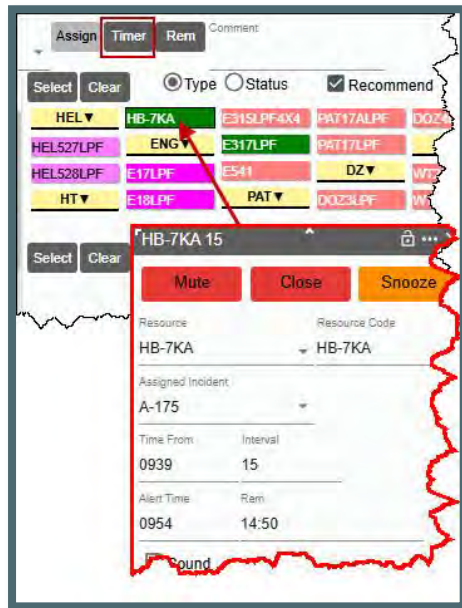 Assign Timer Rem Comment
Select Clear Type Status Recommend
HEL▼ HB-7KA E315LPF4X4 PAT17ALPF DOZ4
HEL527LPF ENG▼ E317LPF PAT17LPF
HEL528LPF E17LPF E541 DZ▼
HT▼ E18LPF PAT▼ DOZ3LPF
Select Clear
HB-7KA 15
Mute Close Snooze
Resource Resource Code
HB-7KA HB-7KA
Assigned Incident
A-175
Time From Interval
0939 15
Alert Time Rem
0954 14:50
Sound